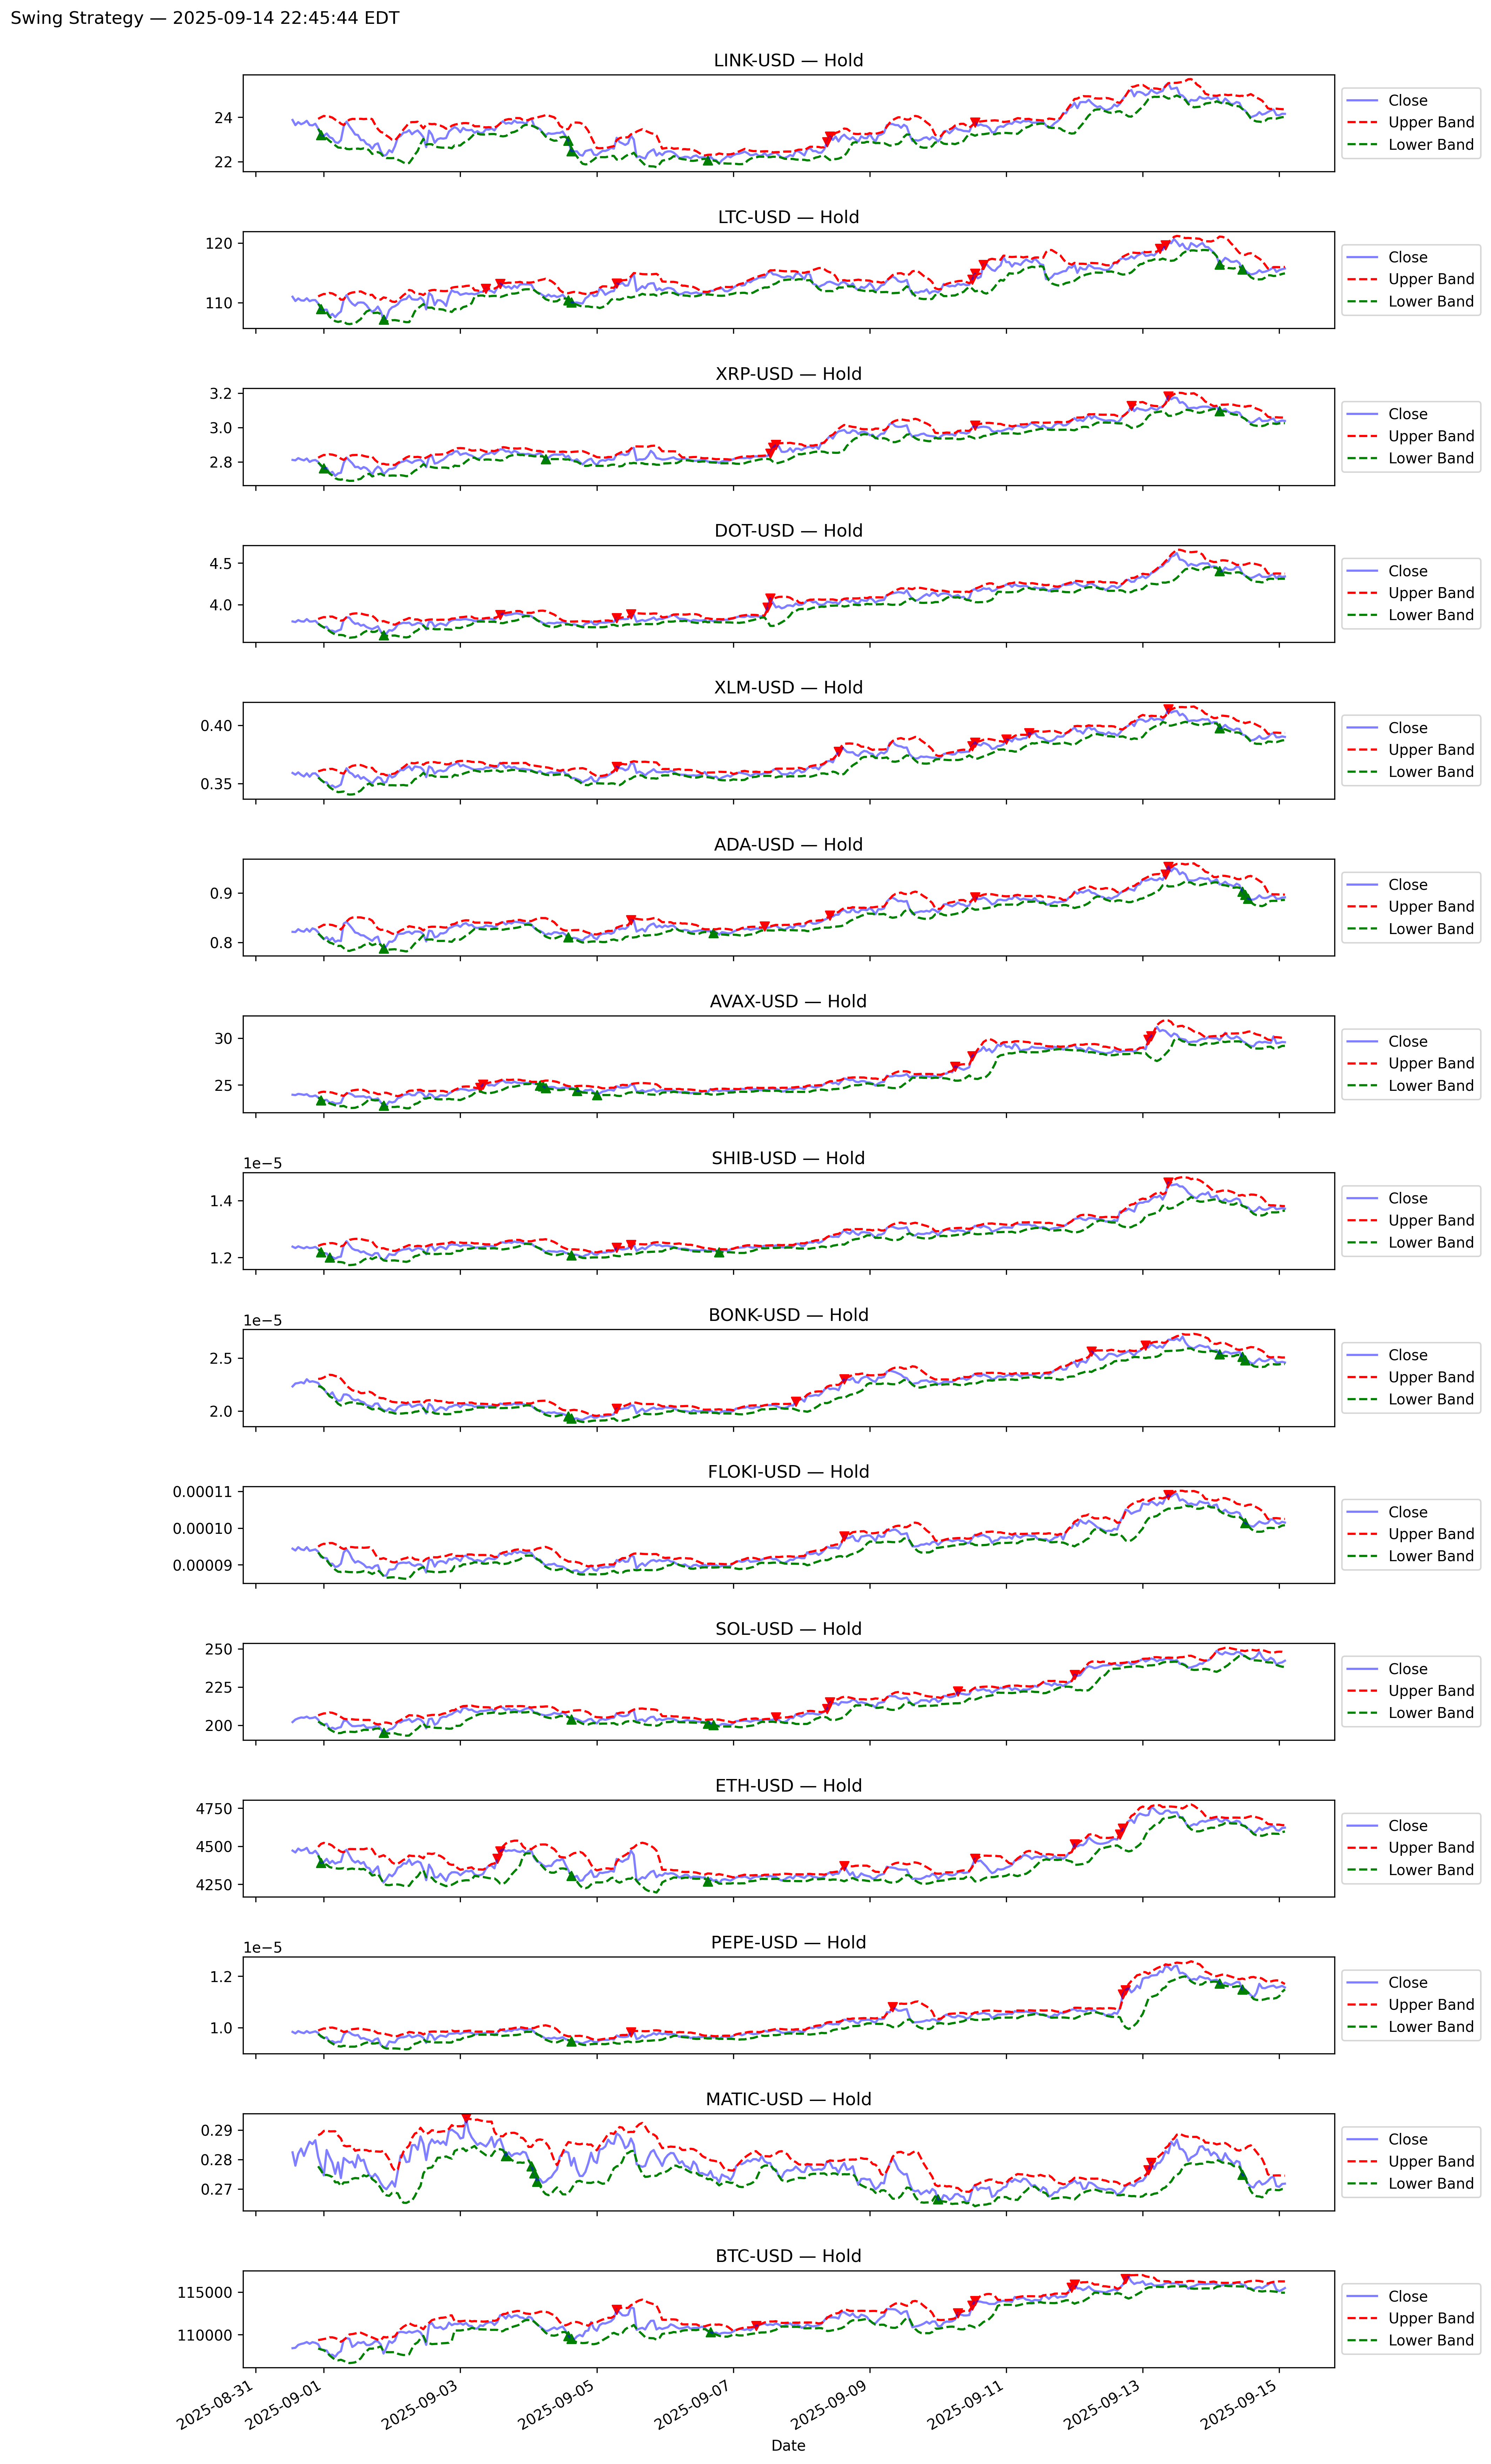 Swing Strategy — 2025-09-14 22:45:44 EDT
LINK-USD — Hold
24
22
Close
Upper Band
Lower Band
LTC-USD — Hold
120
110
Close
Upper Band
Lower Band
XRP-USD — Hold
3.2
3.0
2.8
Close
Upper Band
Lower Band
DOT-USD — Hold
4.5
4.0
Close
Upper Band
Lower Band
XLM-USD — Hold
0.40
0.35
Close
Upper Band
Lower Band
ADA-USD — Hold
0.9
0.8
Close
Upper Band
Lower Band
AVAX-USD — Hold
30
25
Close
Upper Band
Lower Band
SHIB-USD — Hold
1e−5
1.4
1.2
Close
Upper Band
Lower Band
BONK-USD — Hold
1e−5
2.5
2.0
Close
Upper Band
Lower Band
FLOKI-USD — Hold
0.00011
0.00010
0.00009
Close
Upper Band
Lower Band
SOL-USD — Hold
250
225
200
Close
Upper Band
Lower Band
ETH-USD — Hold
4750
4500
4250
Close
Upper Band
Lower Band
PEPE-USD — Hold
1e−5
1.2
1.0
Close
Upper Band
Lower Band
MATIC-USD — Hold
0.29
0.28
0.27
Close
Upper Band
Lower Band
BTC-USD — Hold
115000
110000
Close
Upper Band
Lower Band
2025-08-31
2025-09-01
2025-09-03
2025-09-05
2025-09-07
2025-09-09
2025-09-11
2025-09-13
2025-09-15
Date